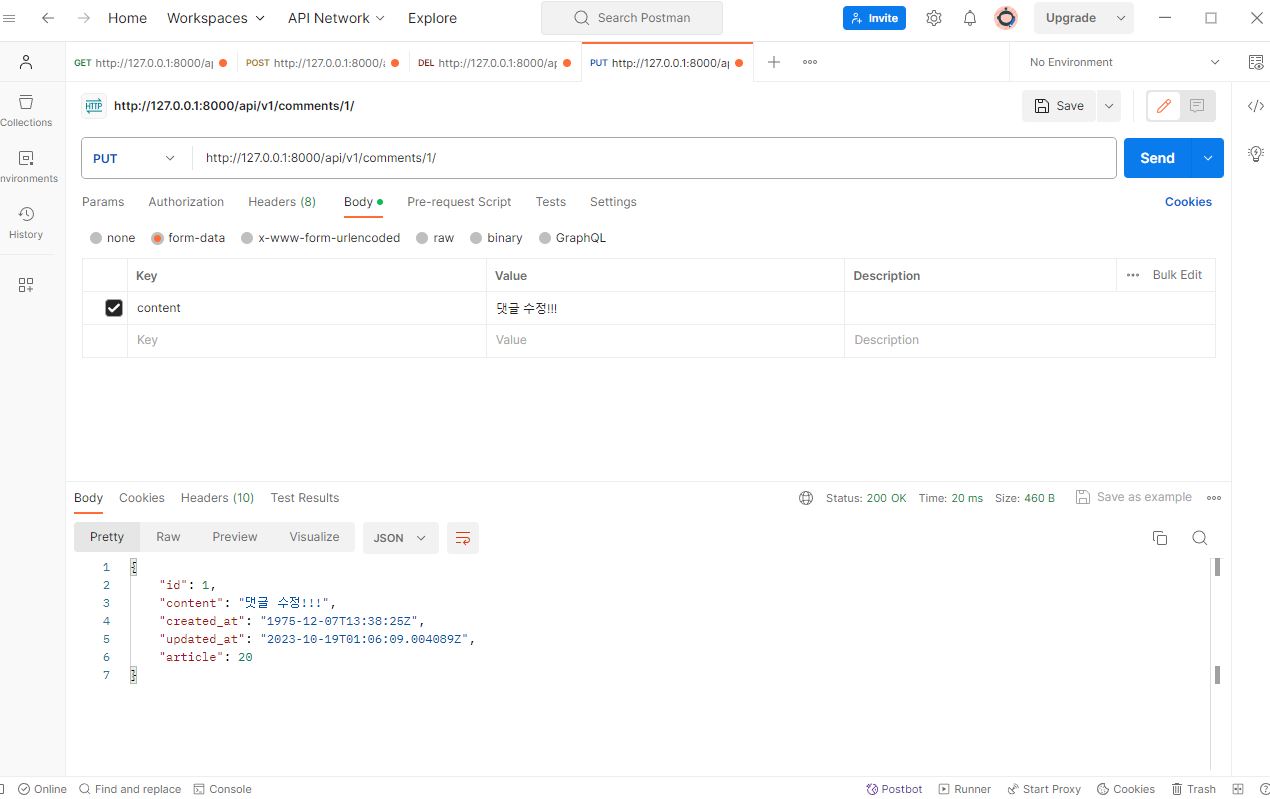 Home Workspaces API Network Explore Search Postman Invite Upgrade
GET http://127.0.0.1:8000/ap POST http://127.0.0.1:8000/a DEL http://127.0.0.1:8000/ap PUT http://127.0.0.1:8000/ap No Environment
HTTP http://127.0.0.1:8000/api/v1/comments/1/ Save
Collections
PUT http://127.0.0.1:8000/api/v1/comments/1/ Send
nvironments
Params Authorization Headers (8) Body Pre-request Script Tests Settings Cookies
History
none form-data x-www-form-urlencoded raw binary GraphQL
Key Value Description Bulk Edit
content 댓글 수정!!!
Key Value Description
Body Cookies Headers (10) Test Results Status: 200 OK Time: 20 ms Size: 460 B Save as example
Pretty Raw Preview Visualize JSON
1 {
2 "id": 1,
3 "content": "댓글 수정!!!",
4 "created_at": "1975-12-07T13:38:25Z",
5 "updated_at": "2023-10-19T01:06:09.004089Z",
6 "article": 20
7 }
Online Find and replace Console Postbot Runner Start Proxy Cookies Trash